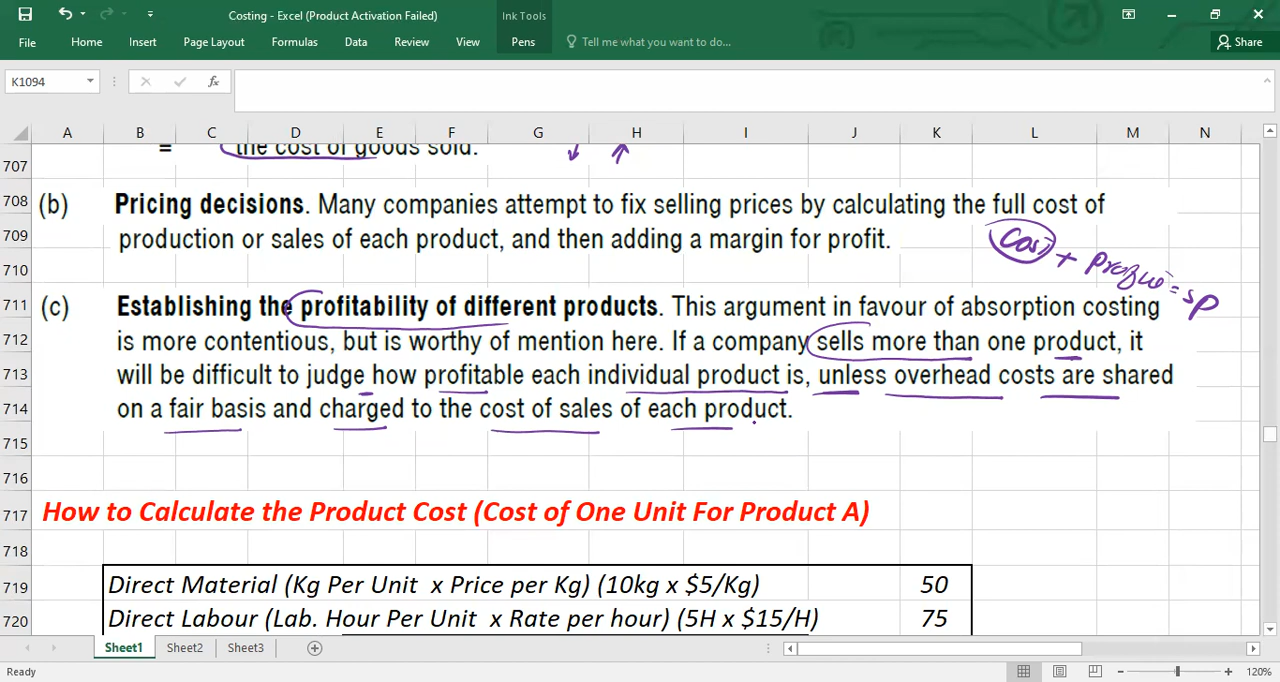 Costing - Excel (Product Activation Failed)
Ink Tools
File
Home
Insert
Page Layout
Formulas
Data
Review
View
Pens
Tell me what you want to do...
Share
K1094
fx
A B C D E F G H I J K L M N
707
708
709
710
711
712
713
714
715
716
717
718
719
720
= the cost of goods sold.
(b) Pricing decisions. Many companies attempt to fix selling prices by calculating the full cost of
production or sales of each product, and then adding a margin for profit.
Cost + profit = SP
(c) Establishing the profitability of different products. This argument in favour of absorption costing
is more contentious, but is worthy of mention here. If a company sells more than one product, it
will be difficult to judge how profitable each individual product is, unless overhead costs are shared
on a fair basis and charged to the cost of sales of each product.
How to Calculate the Product Cost (Cost of One Unit For Product A)
Direct Material (Kg Per Unit x Price per Kg) (10kg x $5/Kg) 50
Direct Labour (Lab. Hour Per Unit x Rate per hour) (5H x $15/H) 75
Sheet1
Sheet2
Sheet3
Ready
120%